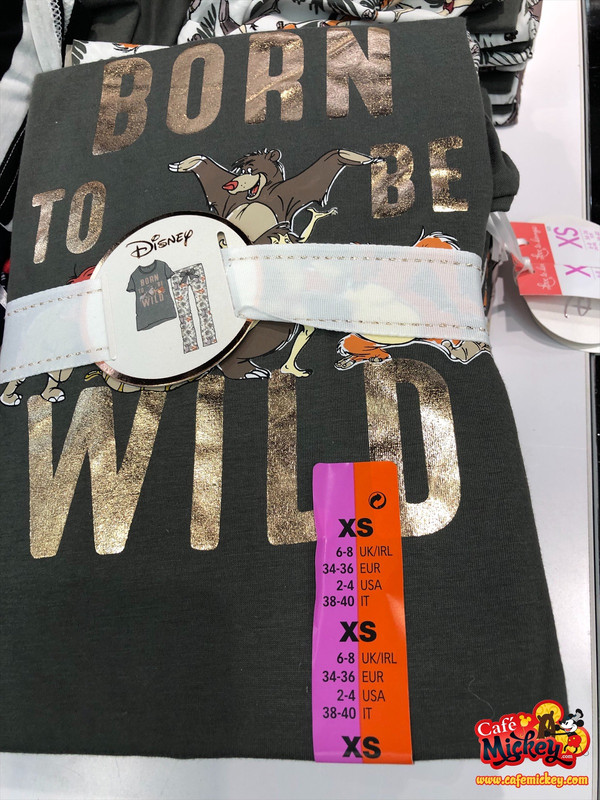 BORN
TO BE
DISNEY
BORN
WILD
WILD
XS
6-8 UK/IRL
34-36 EUR
2-4 USA
38-40 IT
XS
6-8 UK/IRL
34-36 EUR
2-4 USA
38-40 IT
XS
XS
X
Café
Mickey.com
www.cafemickey.com